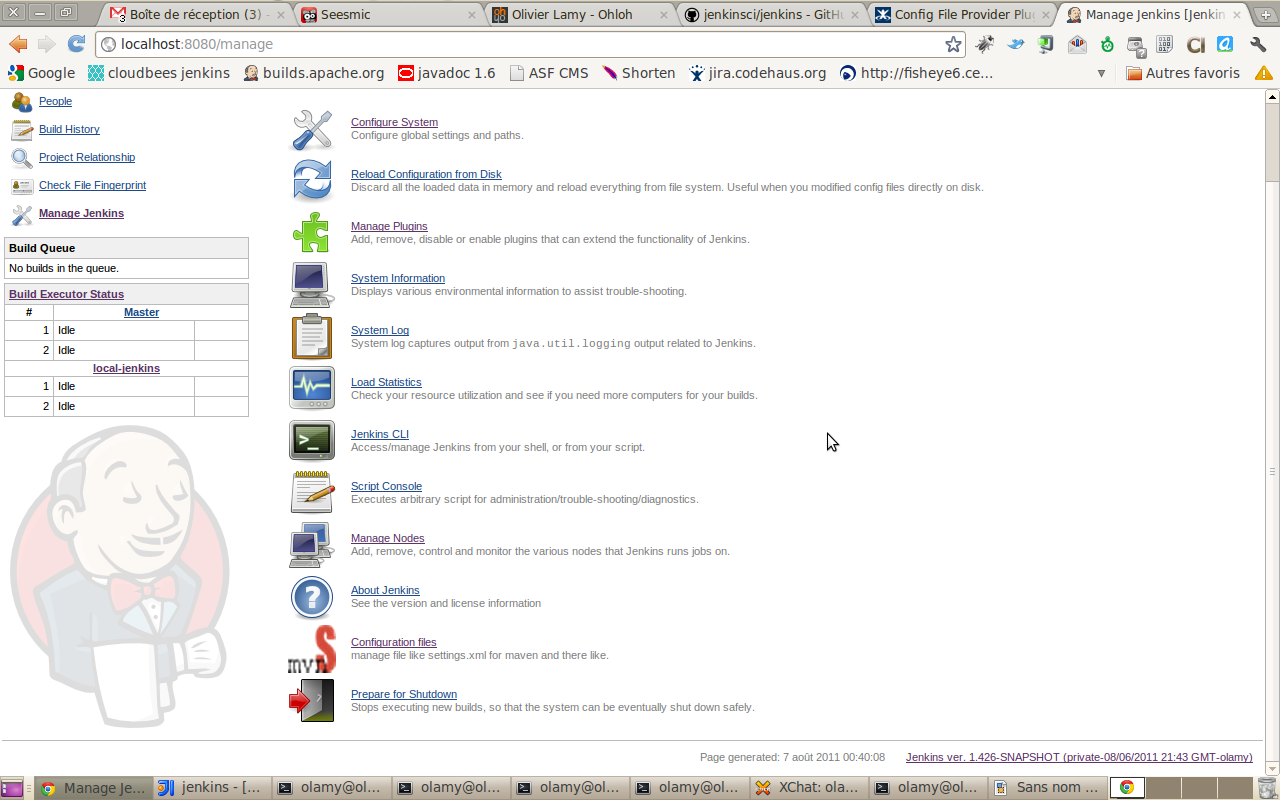 Boîte de réception (3) -
Seesmic
Olivier Lamy - Ohloh
jenkinsci/jenkins - GitHu
Config File Provider Plug
Manage Jenkins [Jenkin
localhost:8080/manage
Google
cloudbees jenkins
builds.apache.org
javadoc 1.6
ASF CMS
Shorten
jira.codehaus.org
http://fisheye6.ce...
Autres favoris
People
Build History
Project Relationship
Check File Fingerprint
Manage Jenkins
Build Queue
No builds in the queue.
Build Executor Status
# Master
1 Idle
2 Idle
local-jenkins
1 Idle
2 Idle
Configure System
Configure global settings and paths.
Reload Configuration from Disk
Discard all the loaded data in memory and reload everything from file system. Useful when you modified config files directly on disk.
Manage Plugins
Add, remove, disable or enable plugins that can extend the functionality of Jenkins.
System Information
Displays various environmental information to assist trouble-shooting.
System Log
System log captures output from java.util.logging output related to Jenkins.
Load Statistics
Check your resource utilization and see if you need more computers for your builds.
Jenkins CLI
Access/manage Jenkins from your shell, or from your script.
Script Console
Executes arbitrary script for administration/trouble-shooting/diagnostics.
Manage Nodes
Add, remove, control and monitor the various nodes that Jenkins runs jobs on.
About Jenkins
See the version and license information
mvn S
Configuration files
manage file like settings.xml for maven and there like.
Prepare for Shutdown
Stops executing new builds, so that the system can be eventually shut down safely.
Page generated: 7 août 2011 00:40:08
Jenkins ver. 1.426-SNAPSHOT (private-08/06/2011 21:43 GMT-olamy)
Manage Je...
jenkins - [...
olamy@ol...
olamy@ol...
olamy@ol...
olamy@ol...
XChat: ola...
olamy@ol...
Sans nom ...